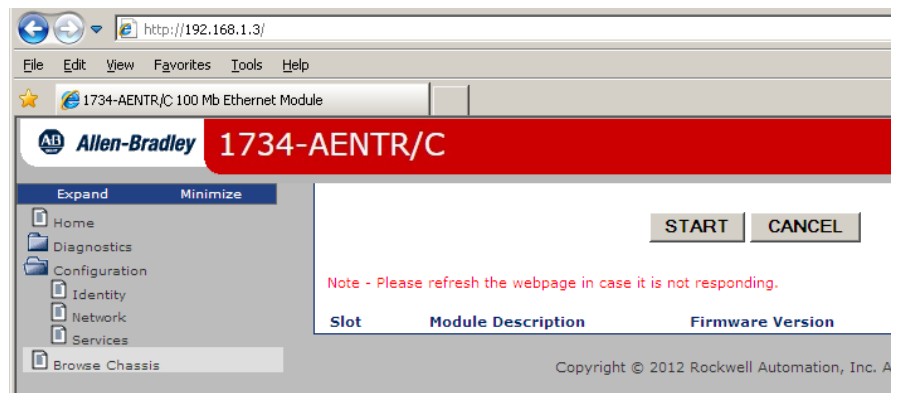 http://192.168.1.3/
File Edit View Favorites Tools Help
1734-AENTR/C 100 Mb Ethernet Module
AB Allen-Bradley 1734-AENTR/C
Expand Minimize
Home
Diagnostics
Configuration
Identity
Network
Services
Browse Chassis
START CANCEL
Note - Please refresh the webpage in case it is not responding.
Slot Module Description Firmware Version
Copyright © 2012 Rockwell Automation, Inc. A